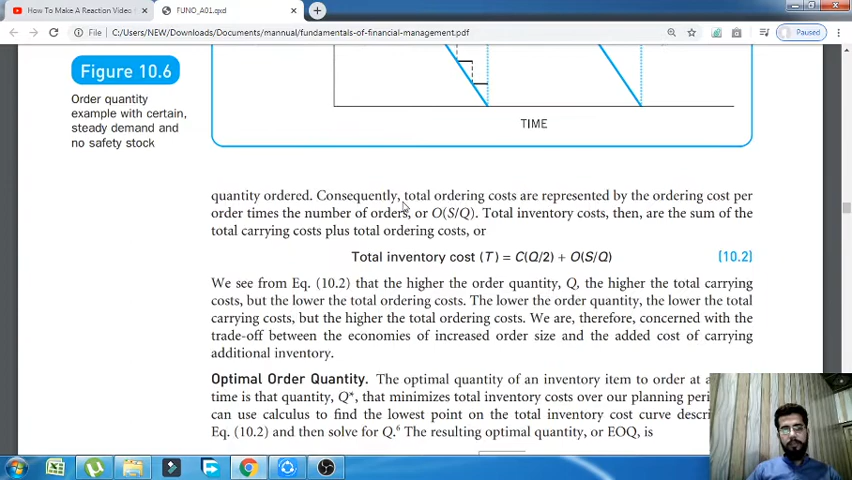 How To Make A Reaction Video
FUNO_A01.qxd
File
C:/Users/NEW/Downloads/Documents/mannual/fundamentals-of-financial-management.pdf
Paused
Figure 10.6
Order quantity
example with certain,
steady demand and
no safety stock
TIME
quantity ordered. Consequently, total ordering costs are represented by the ordering cost per
order times the number of orders, or O(S/Q). Total inventory costs, then, are the sum of the
total carrying costs plus total ordering costs, or
Total inventory cost (T) = C(Q/2) + O(S/Q) (10.2)
We see from Eq. (10.2) that the higher the order quantity, Q, the higher the total carrying
costs, but the lower the total ordering costs. The lower the order quantity, the lower the total
carrying costs, but the higher the total ordering costs. We are, therefore, concerned with the
trade-off between the economies of increased order size and the added cost of carrying
additional inventory.
Optimal Order Quantity. The optimal quantity of an inventory item to order at a
time is that quantity, Q*, that minimizes total inventory costs over our planning peri
can use calculus to find the lowest point on the total inventory cost curve descri
Eq. (10.2) and then solve for Q.6 The resulting optimal quantity, or EOQ, is